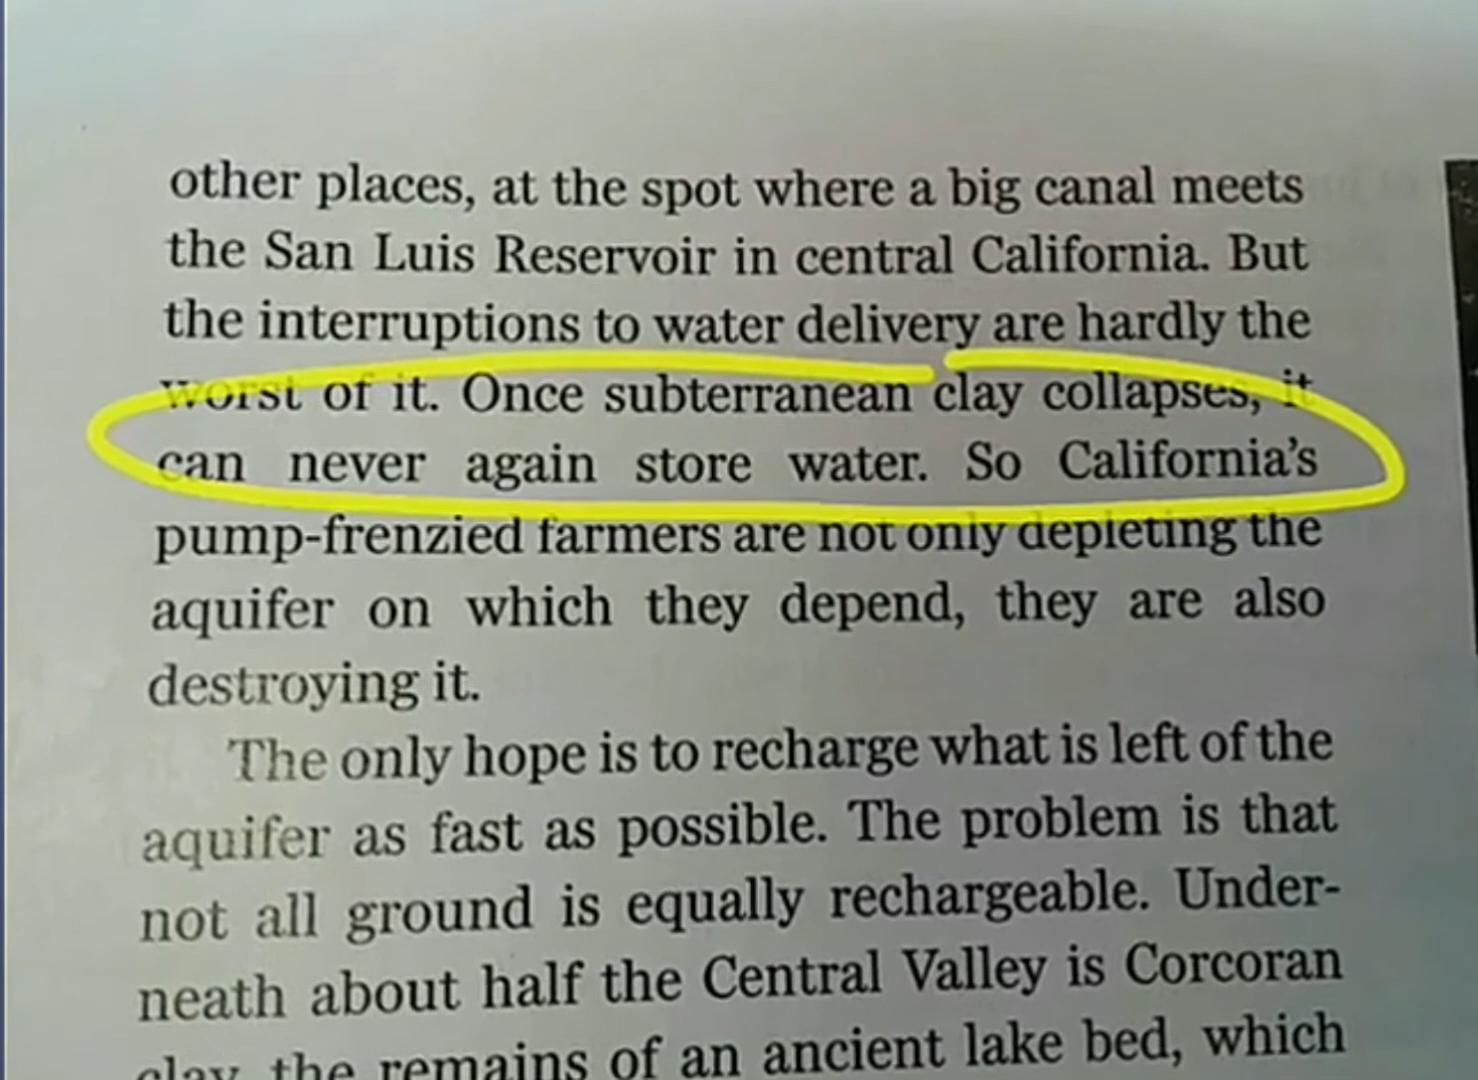 other places, at the spot where a big canal meets
the San Luis Reservoir in central California. But
the interruptions to water delivery are hardly the
worst of it. Once subterranean clay collapses, it
can never again store water. So California's
pump-frenzied farmers are not only depleting the
aquifer on which they depend, they are also
destroying it.
The only hope is to recharge what is left of the
aquifer as fast as possible. The problem is that
not all ground is equally rechargeable. Under-
neath about half the Central Valley is Corcoran
clay, the remains of an ancient lake bed, which